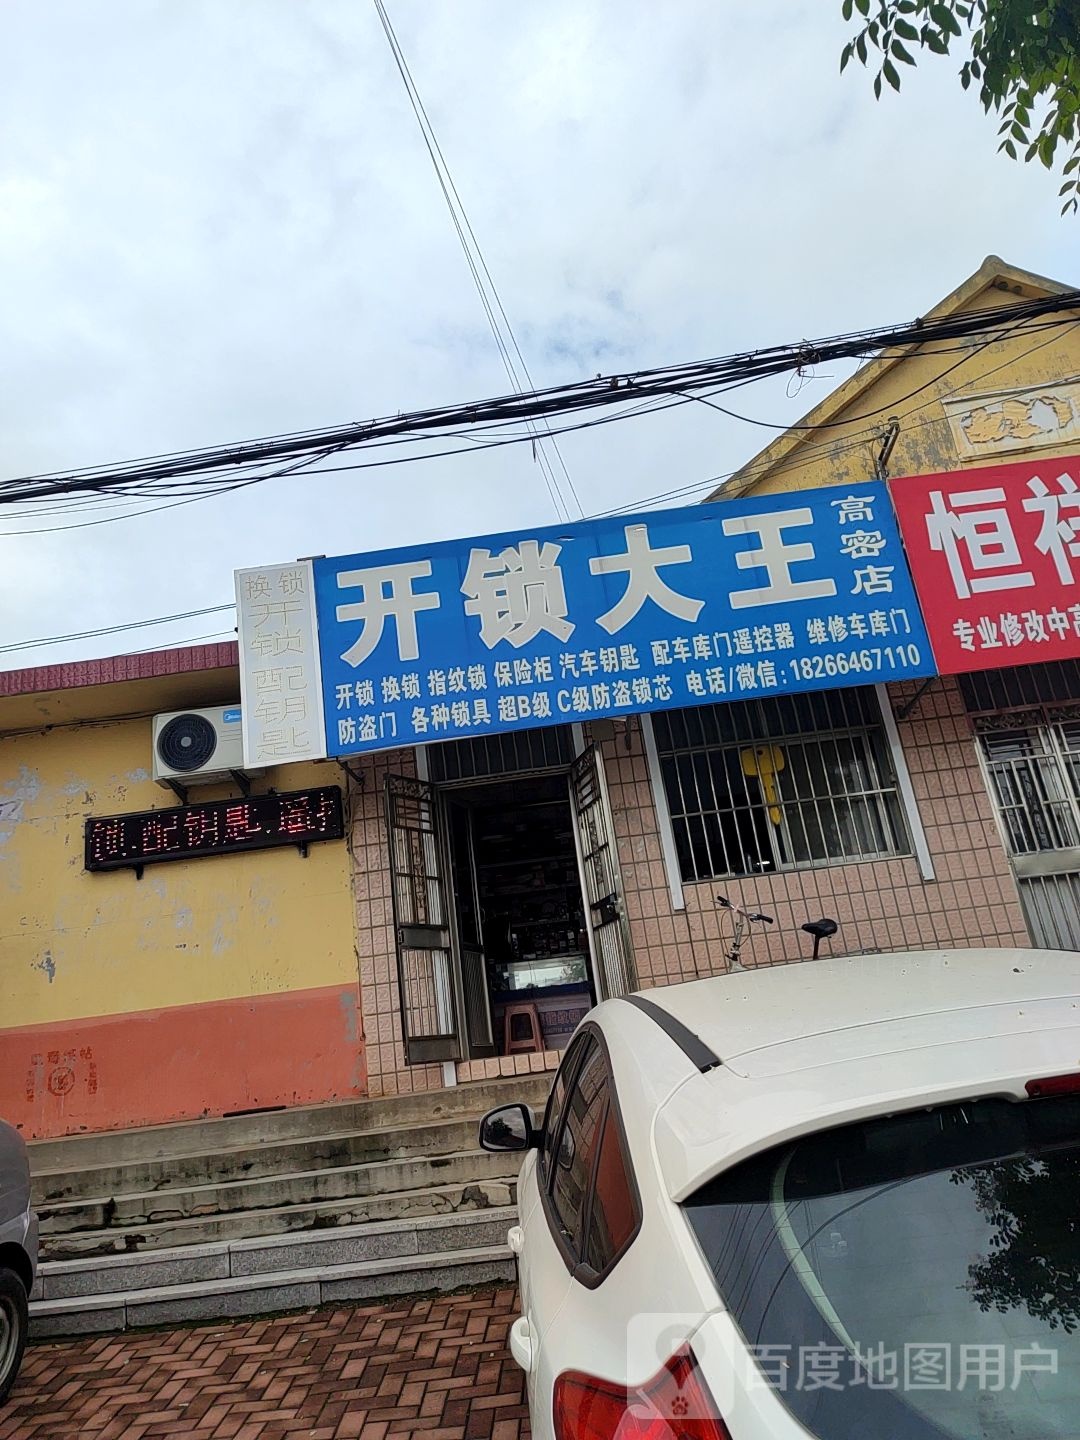 换锁
开锁配钥匙
开锁大王
高密店
开锁 换锁 指纹锁 保险柜 汽车钥匙 配车库门遥控器 维修车库门
防盗门 各种锁具 超B级 C级防盗锁芯 电话/微信:18266467110
恒祥
专业修改中高
锁.配钥匙.遥
百度地图用户